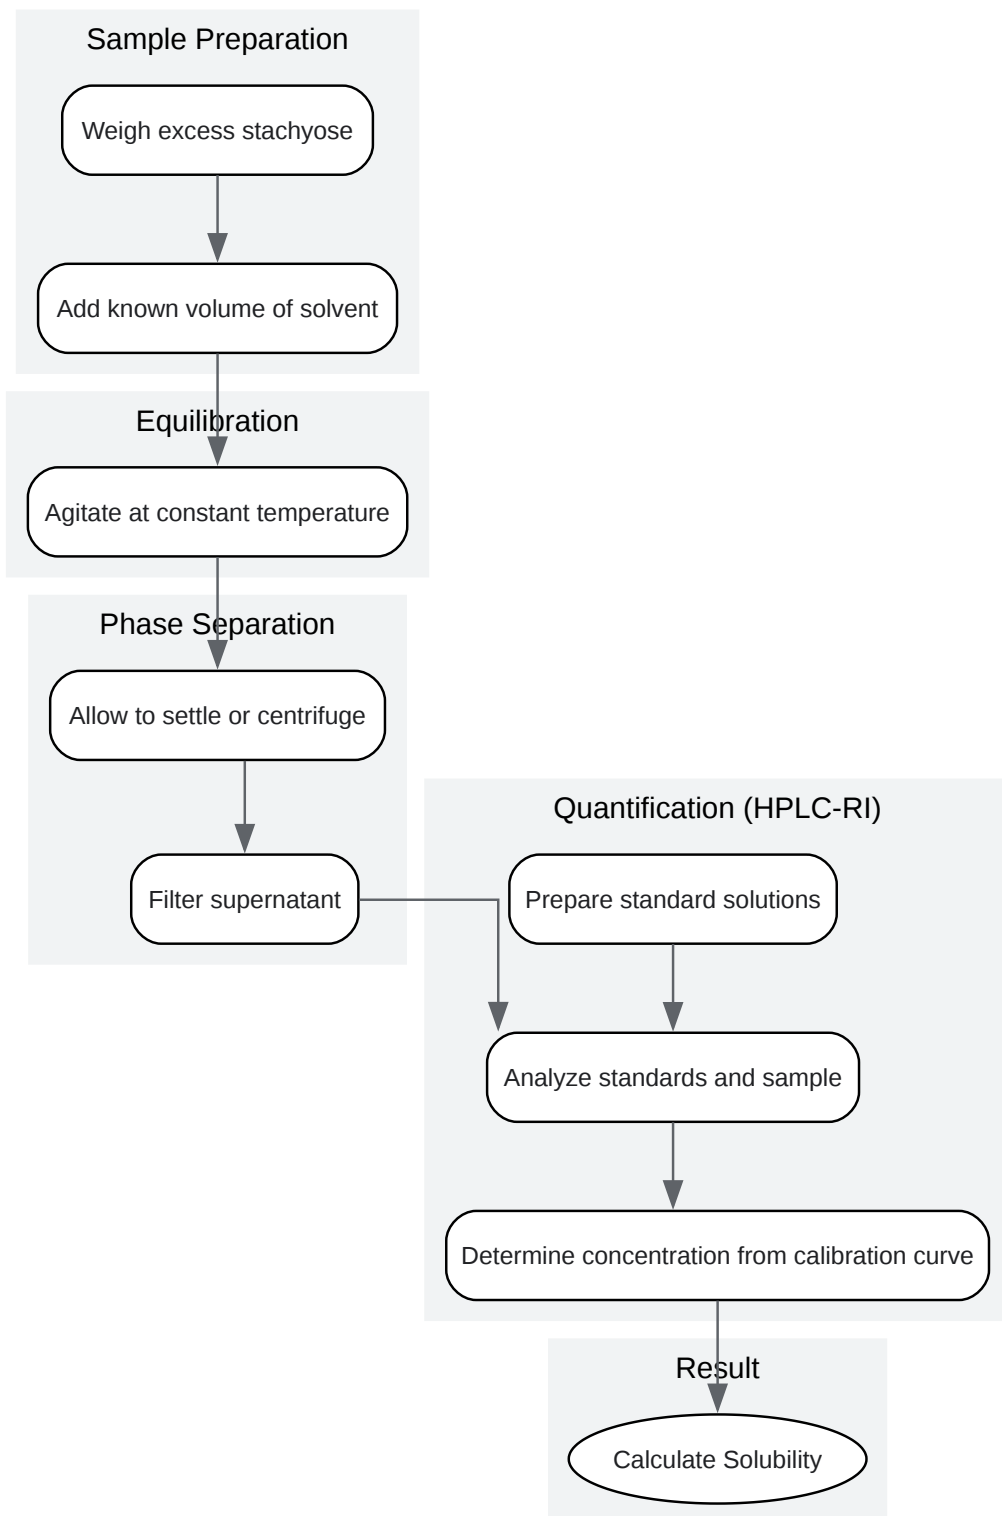 Sample Preparation
Weigh excess stachyose
Add known volume of solvent
Equilibration
Agitate at constant temperature
Phase Separation
Allow to settle or centrifuge
Filter supernatant
Quantification (HPLC-RI)
Prepare standard solutions
Analyze standards and sample
Determine concentration from calibration curve
Result
Calculate Solubility